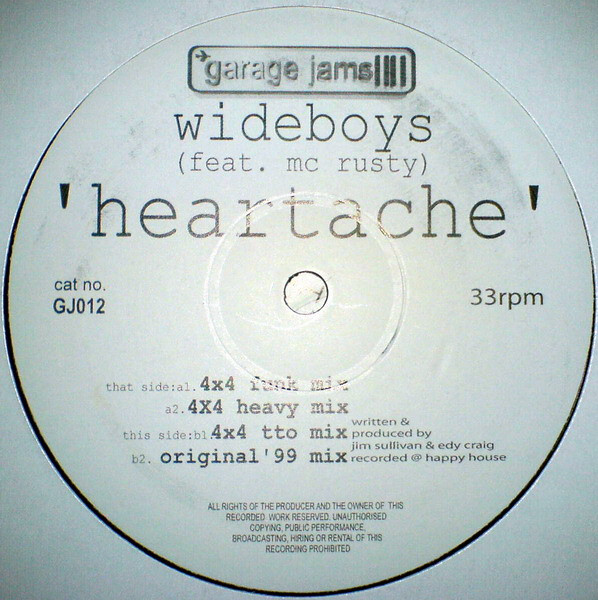 garage jams
wideboys
(feat. mc rusty)
'heartache'
cat no.
GJ012
33rpm
that side:a1. 4x4 funk mix
a2. 4X4 heavy mix
this side:b1 4x4 tto mix
b2. original'99 mix
written &
produced by
jim sullivan & edy craig
recorded @ happy house
ALL RIGHTS OF THE PRODUCER AND THE OWNER OF THIS
RECORDED WORK RESERVED. UNAUTHORISED
COPYING, PUBLIC PERFORMANCE,
BROADCASTING, HIRING OR RENTAL OF THIS
RECORDING PROHIBITED